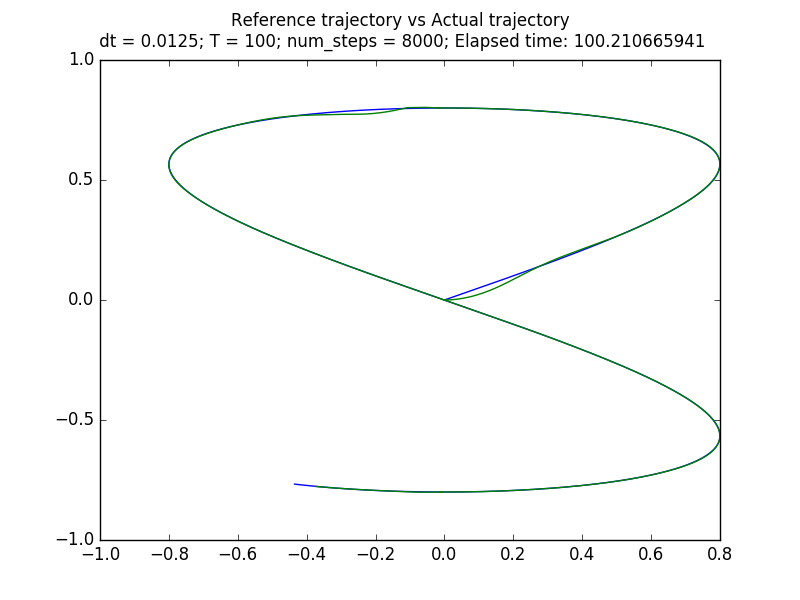 Reference trajectory vs Actual trajectory
dt = 0.0125; T = 100; num_steps = 8000; Elapsed time: 100.210665941
1.0
0.5
0.0
−0.5
−1.0
−1.0 −0.8 −0.6 −0.4 −0.2 0.0 0.2 0.4 0.6 0.8